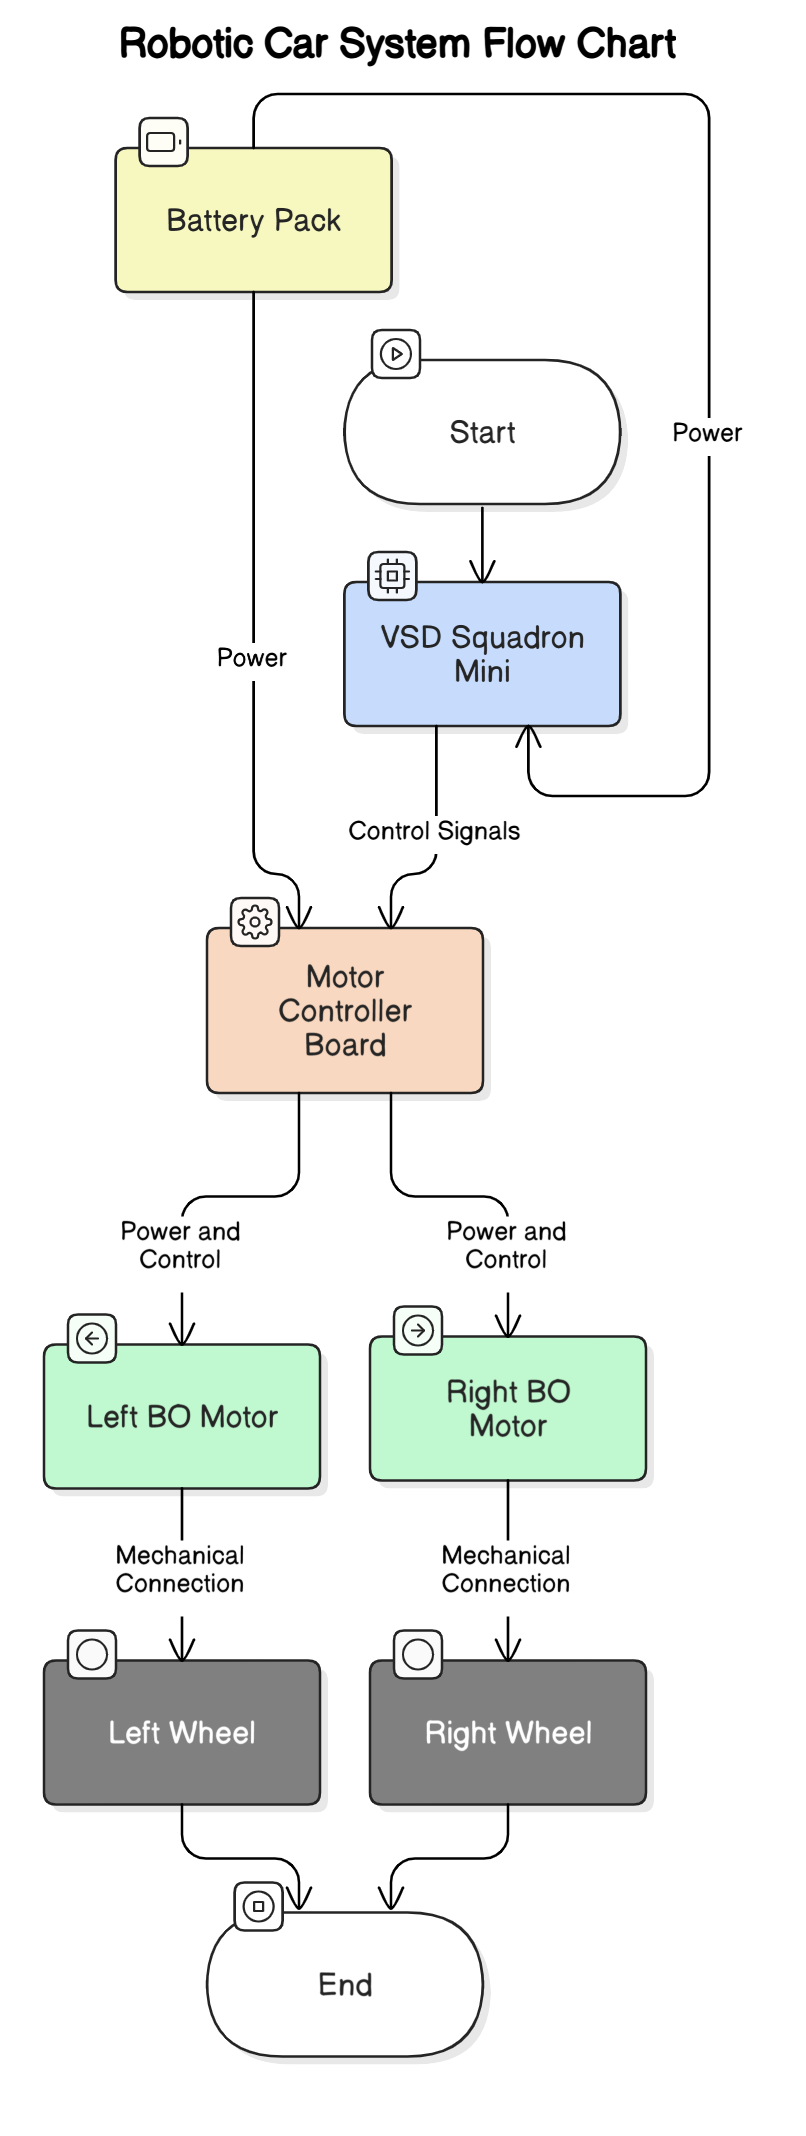 Robotic Car System Flow Chart
Battery Pack
Start
Power
VSD Squadron
Mini
Power
Control Signals
Motor
Controller
Board
Power and
Control
Power and
Control
Left BO Motor
Right BO
Motor
Mechanical
Connection
Mechanical
Connection
Left Wheel
Right Wheel
End